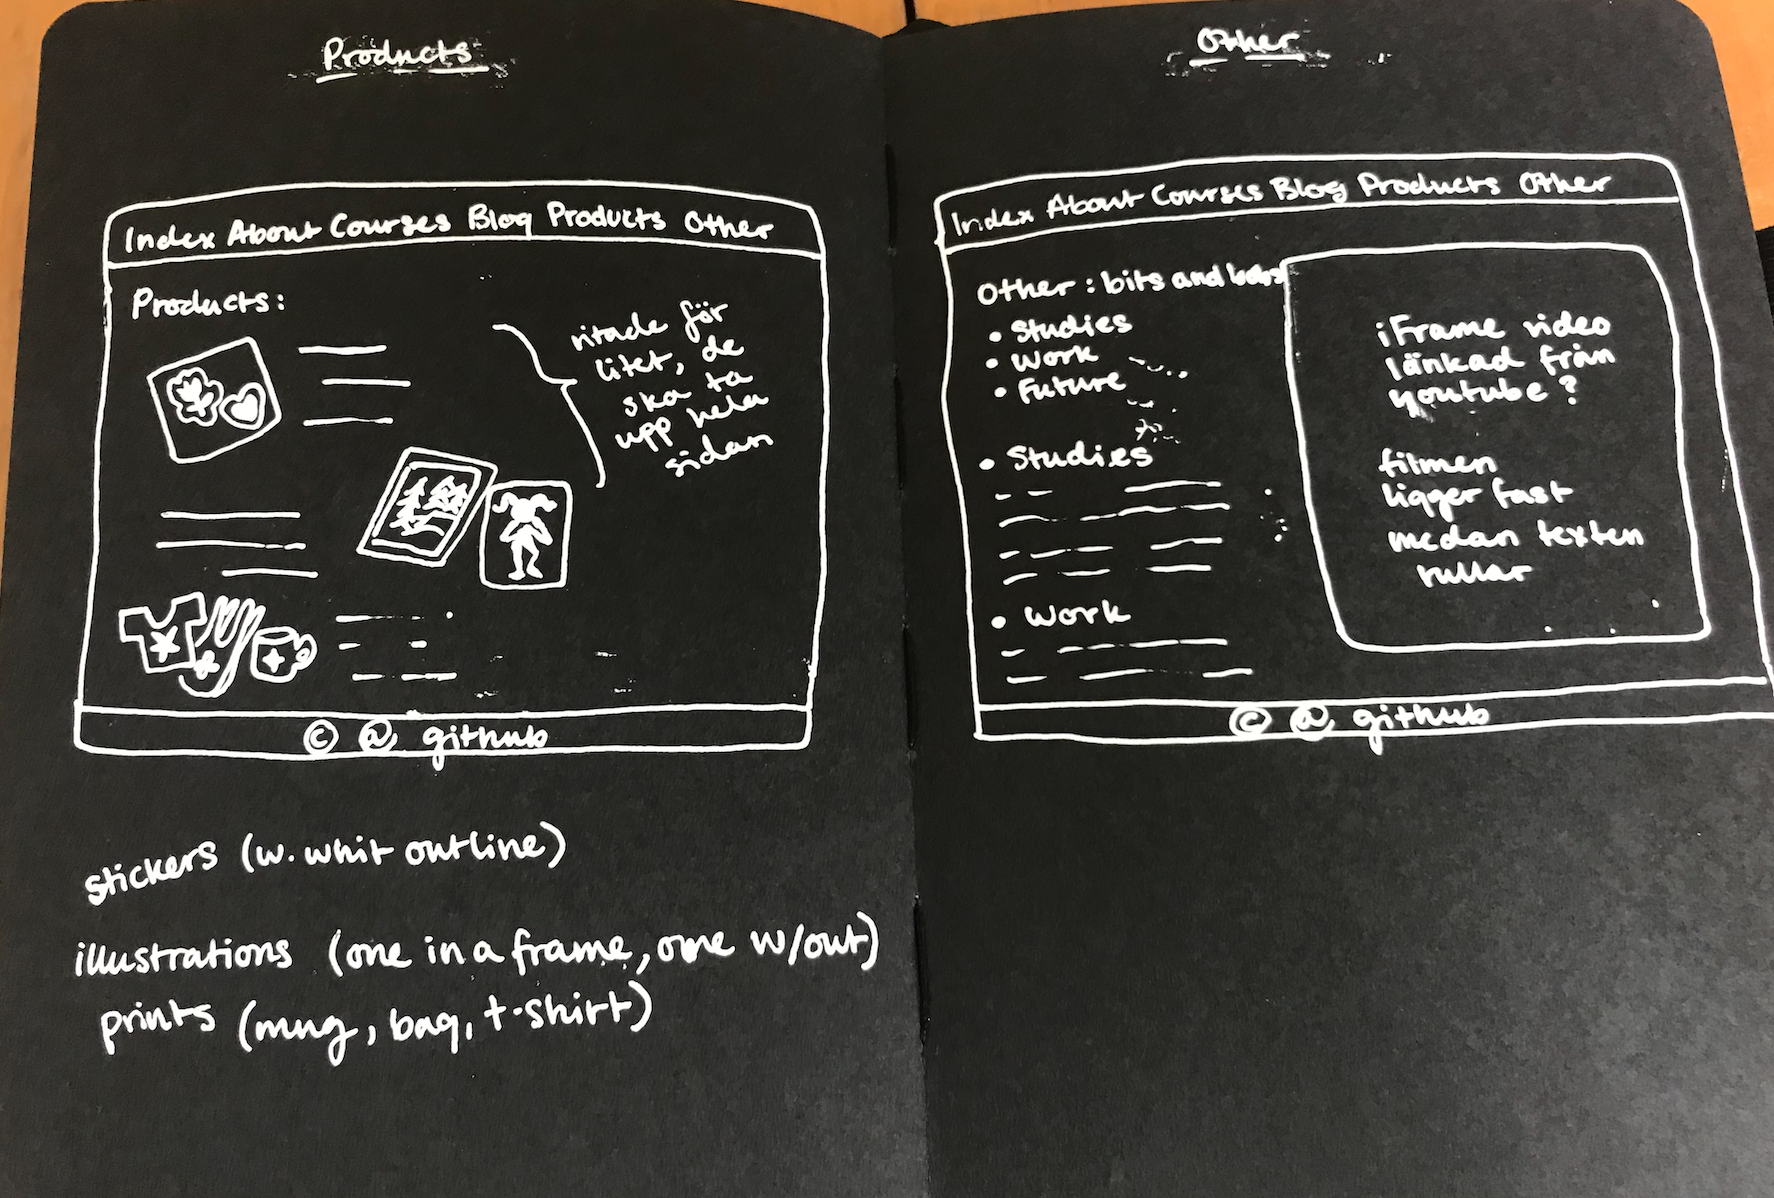 Products
Index About Courses Blog Products Other
Products:
ritade för
litet, de
ska ta
upp hela
sidan
© @ github
stickers (w. whit outline)
illustrations (one in a frame, one w/out)
prints (mug, bag, t-shirt)
Other
Index About Courses Blog Products Other
Other : bits and bobs
• Studies
• Work
• Future
• Studies
• Work
iFrame video
länkad från
youtube?
filmen
ligger fast
medan texten
rullar
© @ github